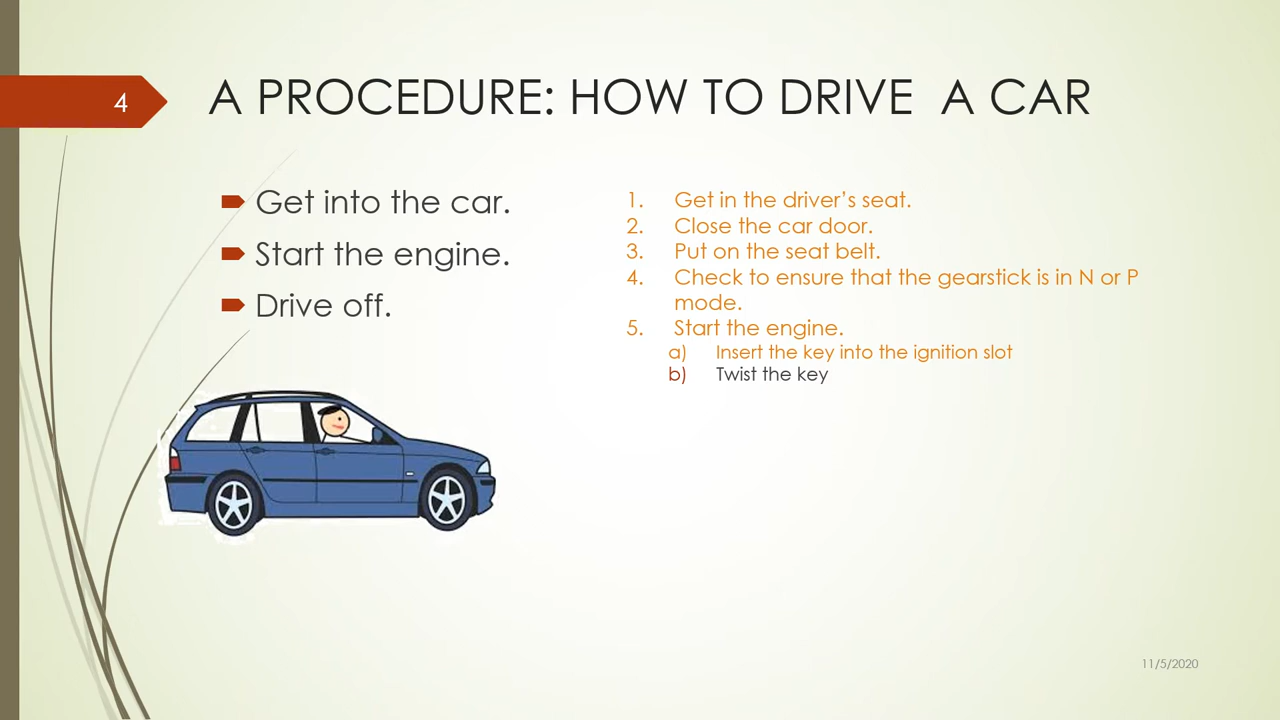 4
A PROCEDURE: HOW TO DRIVE A CAR
Get into the car.
Start the engine.
Drive off.
1. Get in the driver’s seat.
2. Close the car door.
3. Put on the seat belt.
4. Check to ensure that the gearstick is in N or P
mode.
5. Start the engine.
a) Insert the key into the ignition slot
b) Twist the key
11/5/2020